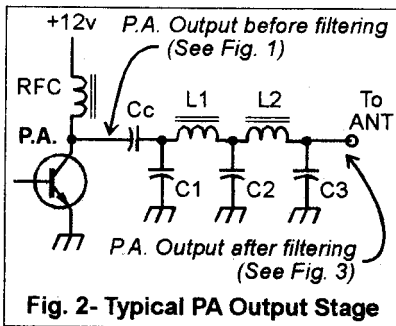 P.A. Output before filtering
(See Fig. 1)
+12v
RFC
P.A.
Cc
L1
L2
To
ANT
C1
C2
C3
P.A. Output after filtering
(See Fig. 3)
Fig. 2- Typical PA Output Stage